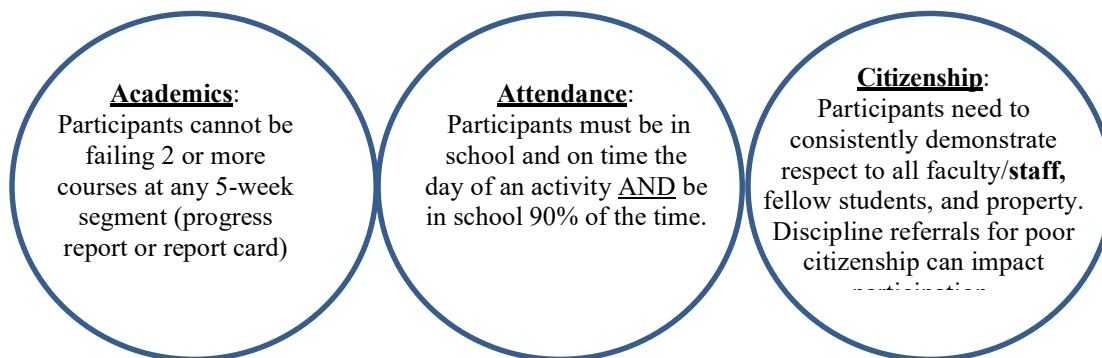 Academics:
Participants cannot be
failing 2 or more
courses at any 5-week
segment (progress
report or report card)
Attendance:
Participants must be in
school and on time the
day of an activity AND be
in school 90% of the time.
Citizenship:
Participants need to
consistently demonstrate
respect to all faculty/staff,
fellow students, and property.
Discipline referrals for poor
citizenship can impact